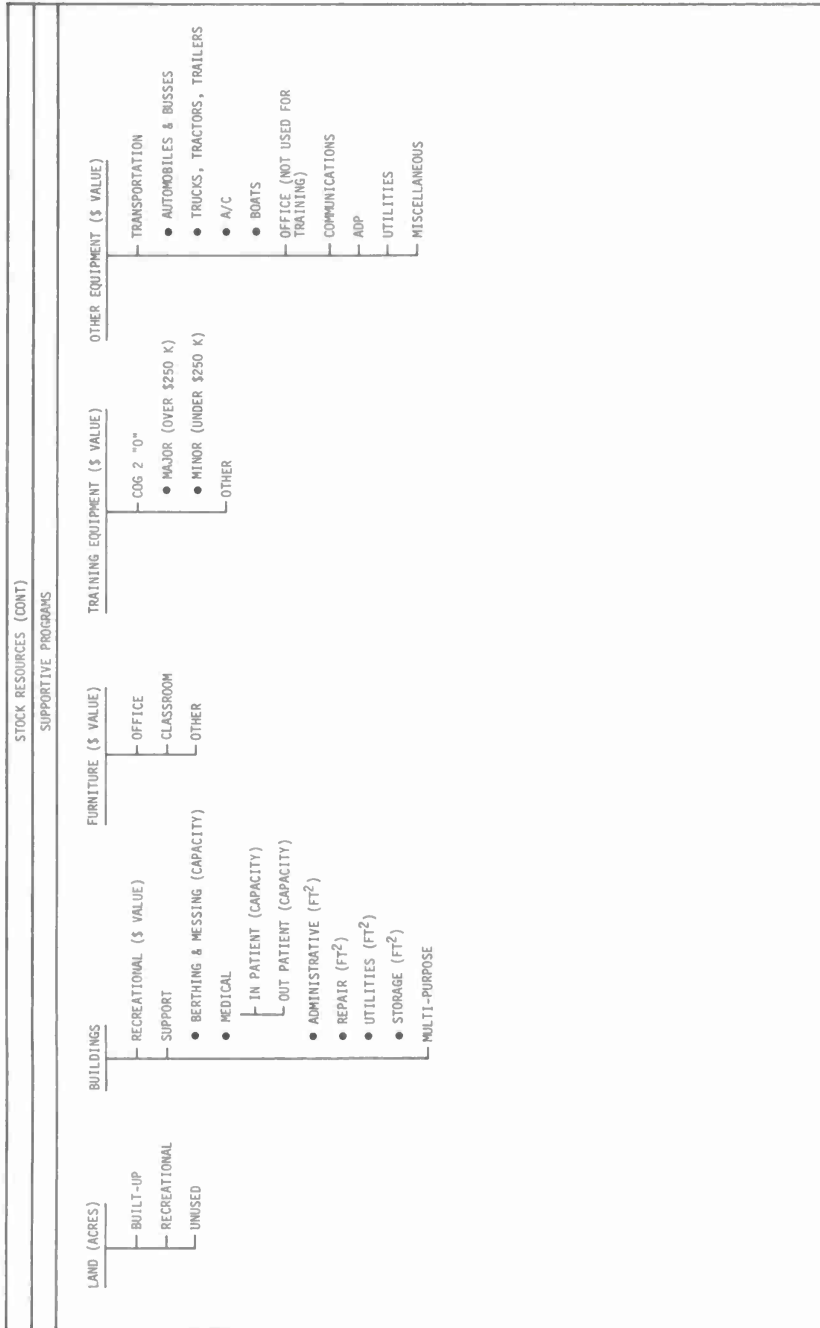 STOCK RESOURCES (CONT)
SUPPORTIVE PROGRAMS
LAND (ACRES)
BUILT-UP
RECREATIONAL
UNUSED
BUILDINGS
RECREATIONAL ($ VALUE)
SUPPORT
● BERTHING & MESSING (CAPACITY)
● MEDICAL
IN PATIENT (CAPACITY)
OUT PATIENT (CAPACITY)
● ADMINISTRATIVE (FT²)
● REPAIR (FT²)
● UTILITIES (FT²)
● STORAGE (FT²)
MULTI-PURPOSE
FURNITURE ($ VALUE)
OFFICE
CLASSROOM
OTHER
TRAINING EQUIPMENT ($ VALUE)
COG 2 "O"
● MAJOR (OVER $250 K)
● MINOR (UNDER $250 K)
OTHER
OTHER EQUIPMENT ($ VALUE)
TRANSPORTATION
● AUTOMOBILES & BUSSES
● TRUCKS, TRACTORS, TRAILERS
● A/C
● BOATS
OFFICE (NOT USED FOR
TRAINING)
COMMUNICATIONS
ADP
UTILITIES
MISCELLANEOUS